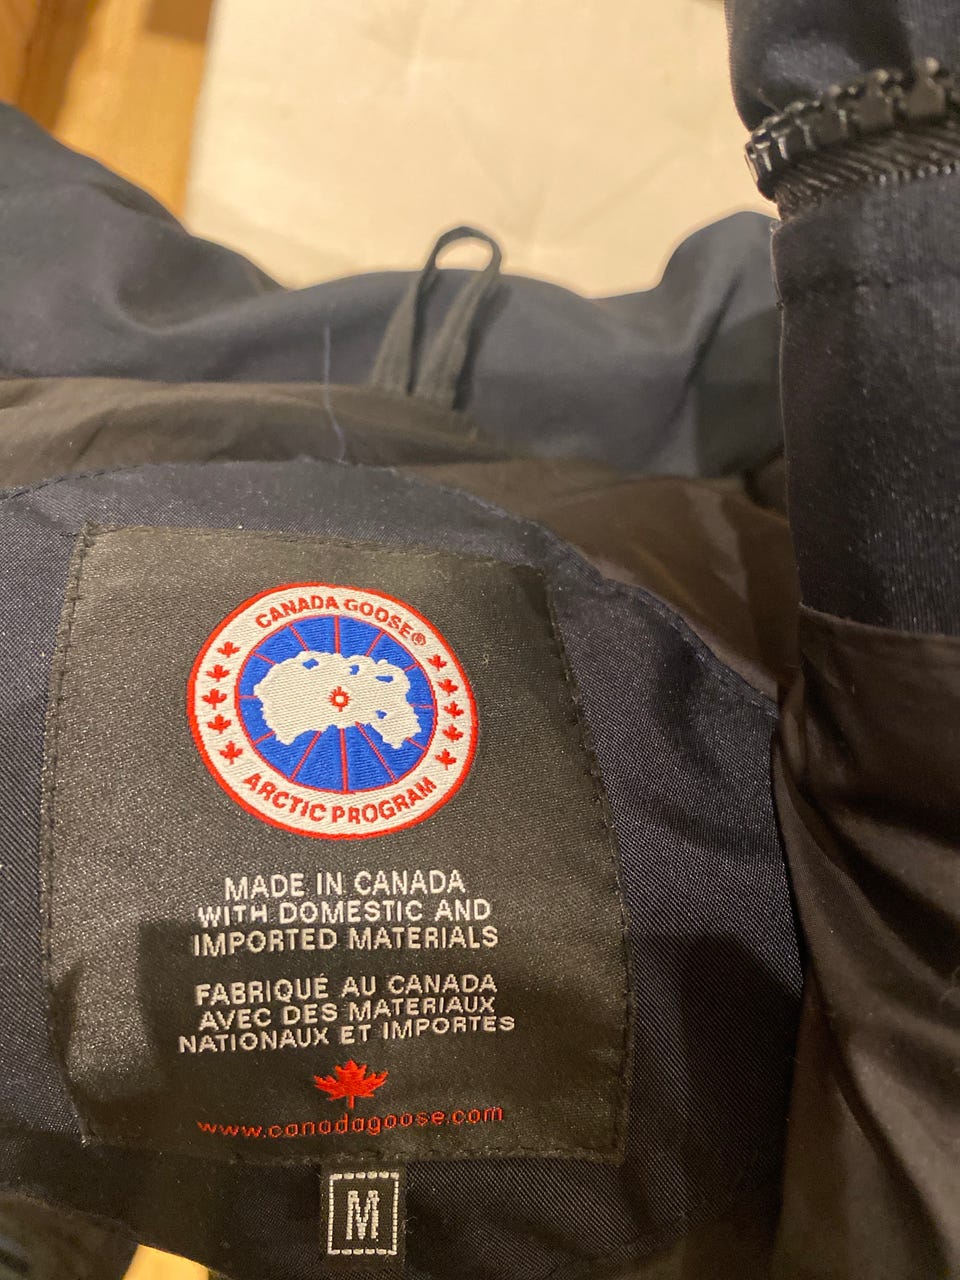 CANADA GOOSE®
ARCTIC PROGRAM
MADE IN CANADA
WITH DOMESTIC AND
IMPORTED MATERIALS
FABRIQUÉ AU CANADA
AVEC DES MATERIAUX
NATIONAUX ET IMPORTES
www.canadagoose.com
M